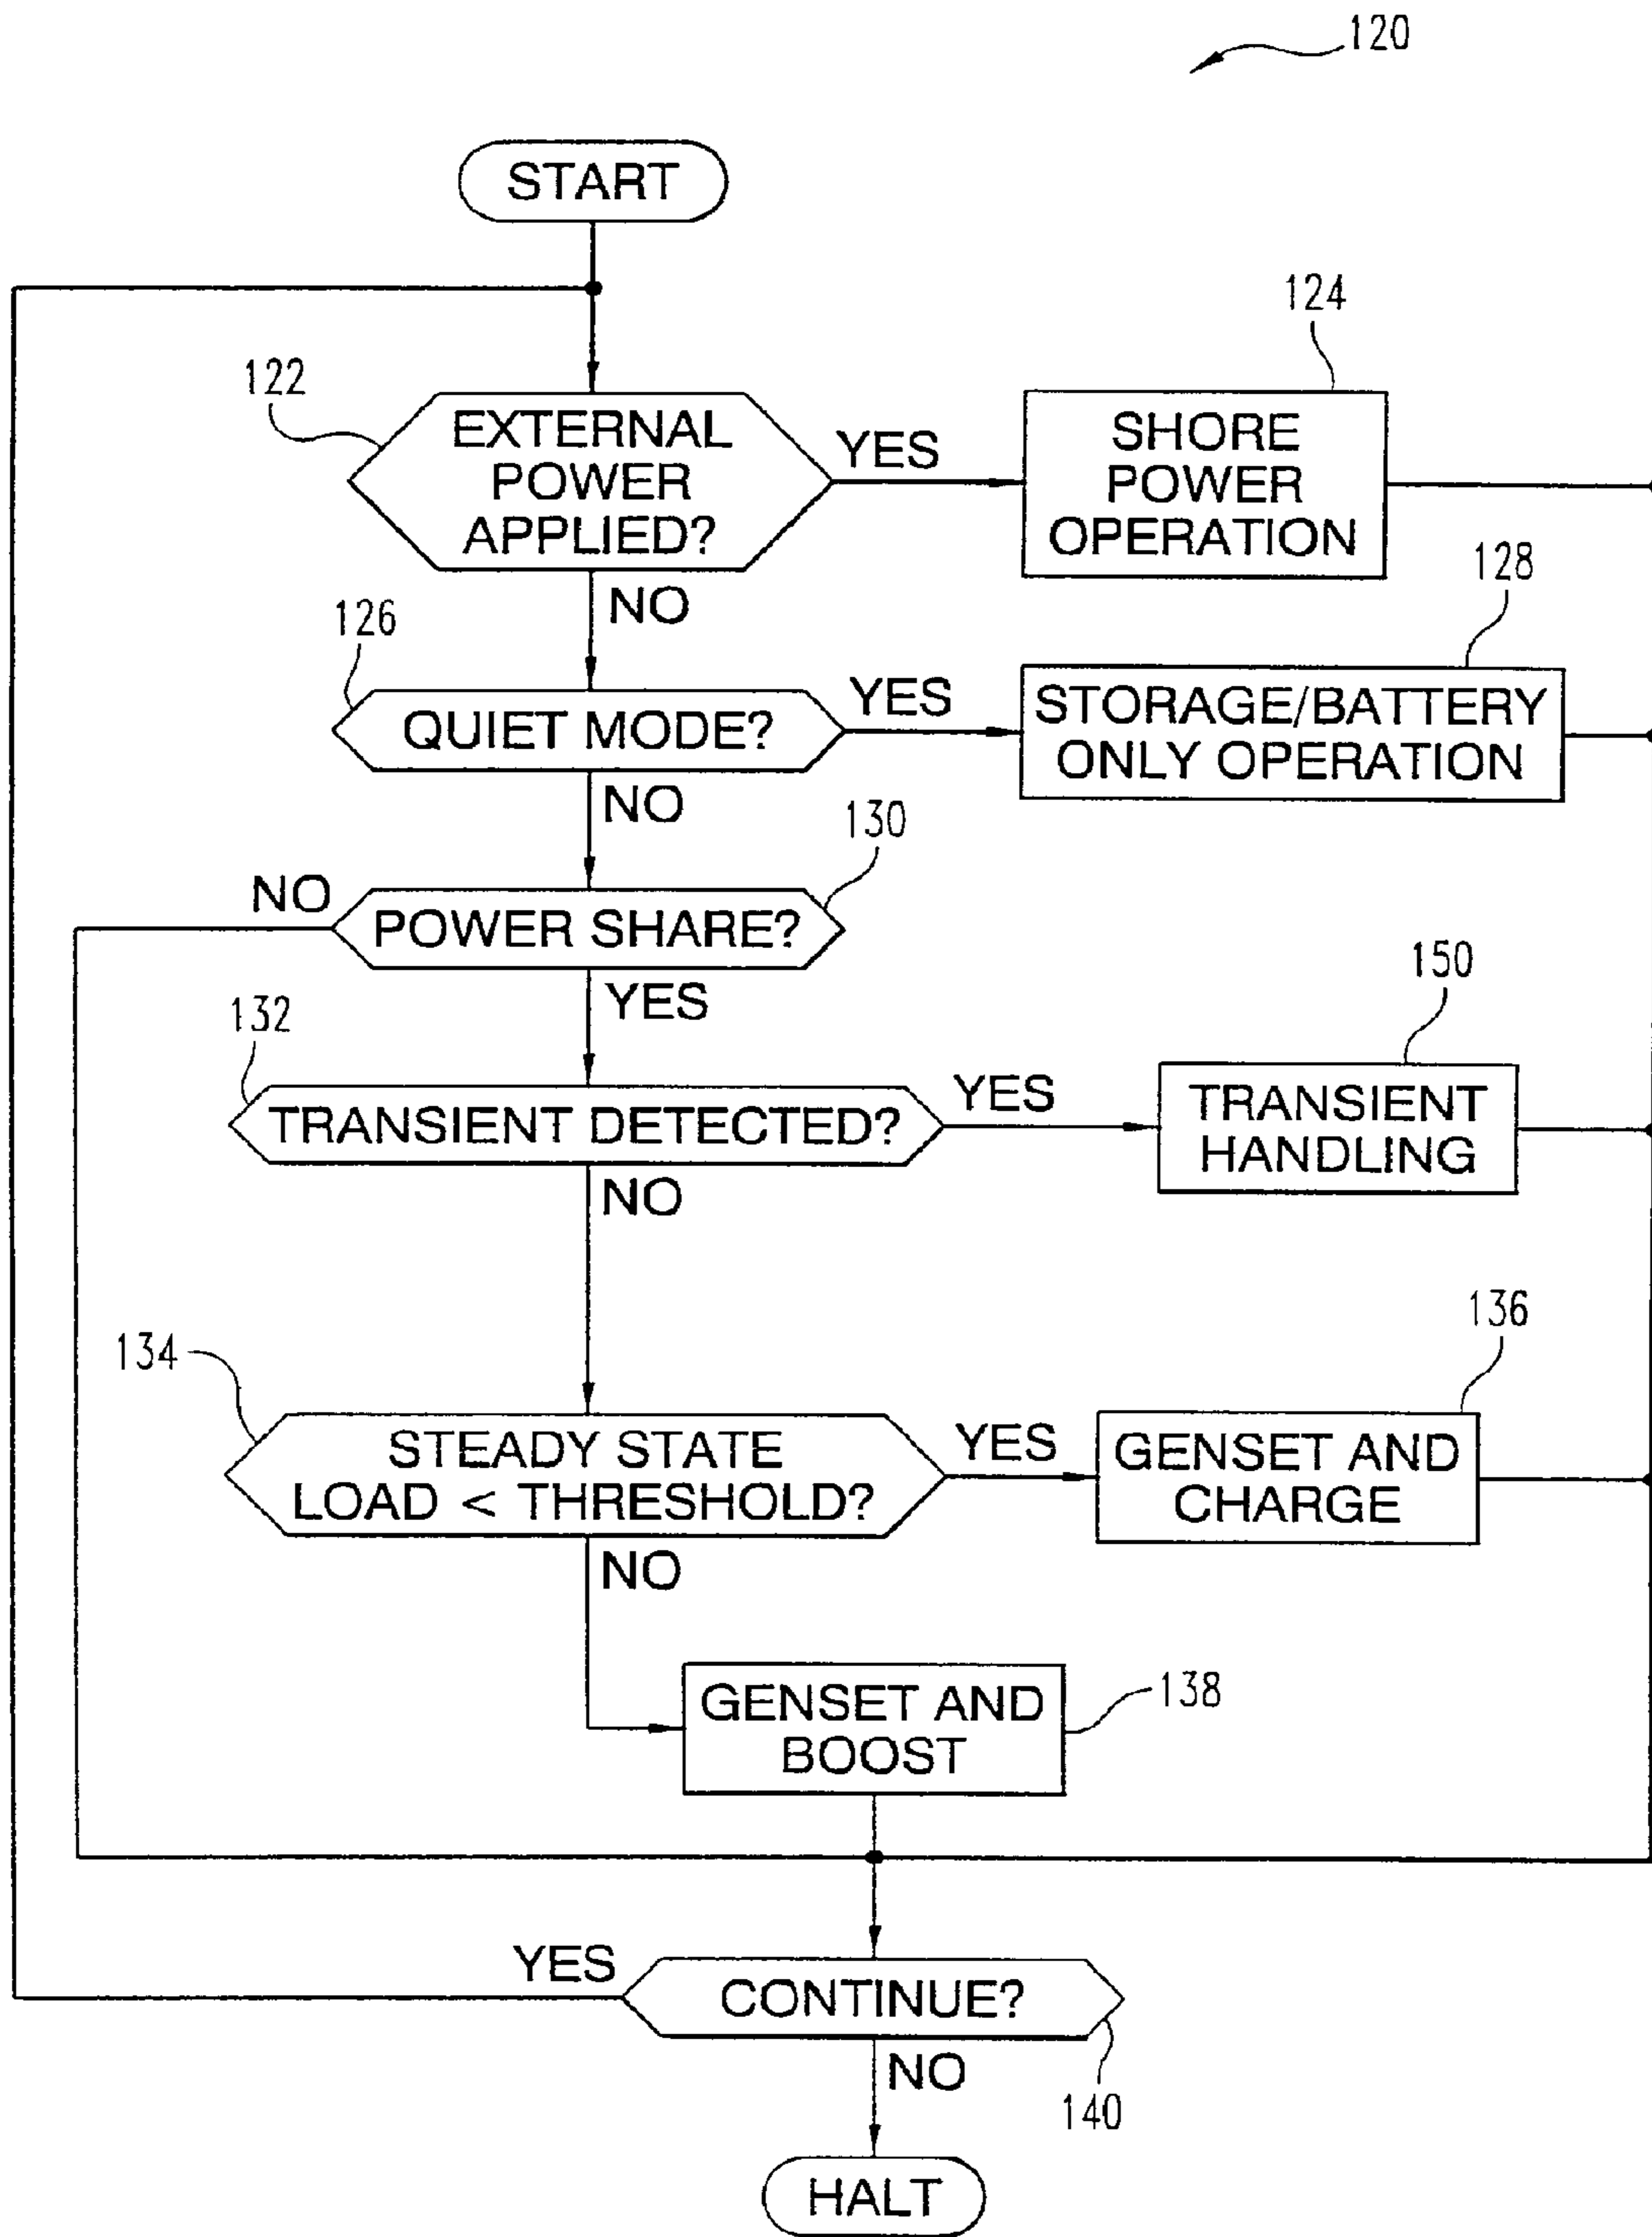 120
START
124
122
EXTERNAL
POWER
APPLIED?
YES
SHORE
POWER
OPERATION
NO
128
126
QUIET MODE?
YES
STORAGE/BATTERY
ONLY OPERATION
NO
130
NO
POWER SHARE?
YES
150
132
TRANSIENT DETECTED?
YES
TRANSIENT
HANDLING
NO
136
134
STEADY STATE
LOAD < THRESHOLD?
YES
GENSET AND
CHARGE
NO
GENSET AND
BOOST
138
YES
CONTINUE?
NO
140
HALT